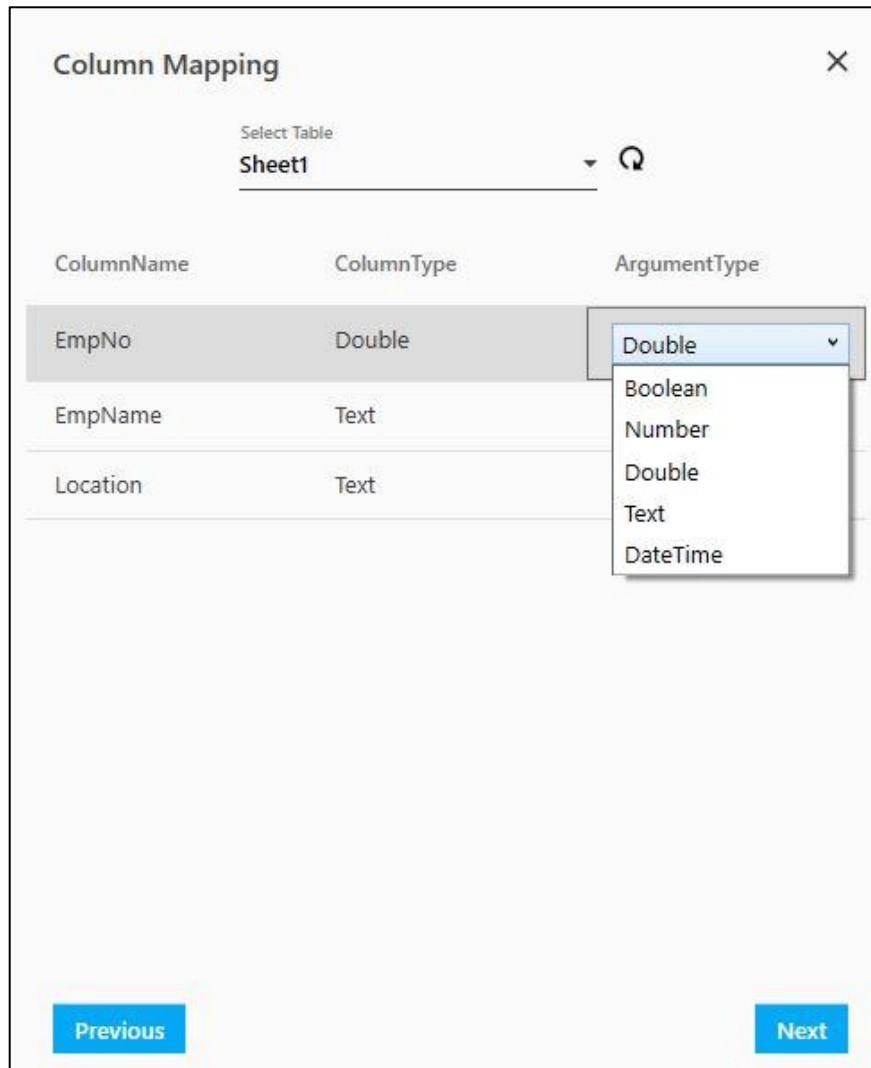 Column Mapping
Select Table
Sheet1
ColumnName ColumnType ArgumentType
EmpNo Double Double
Boolean
EmpName Text
Number
Double
Location Text
Text
DateTime
Previous Next